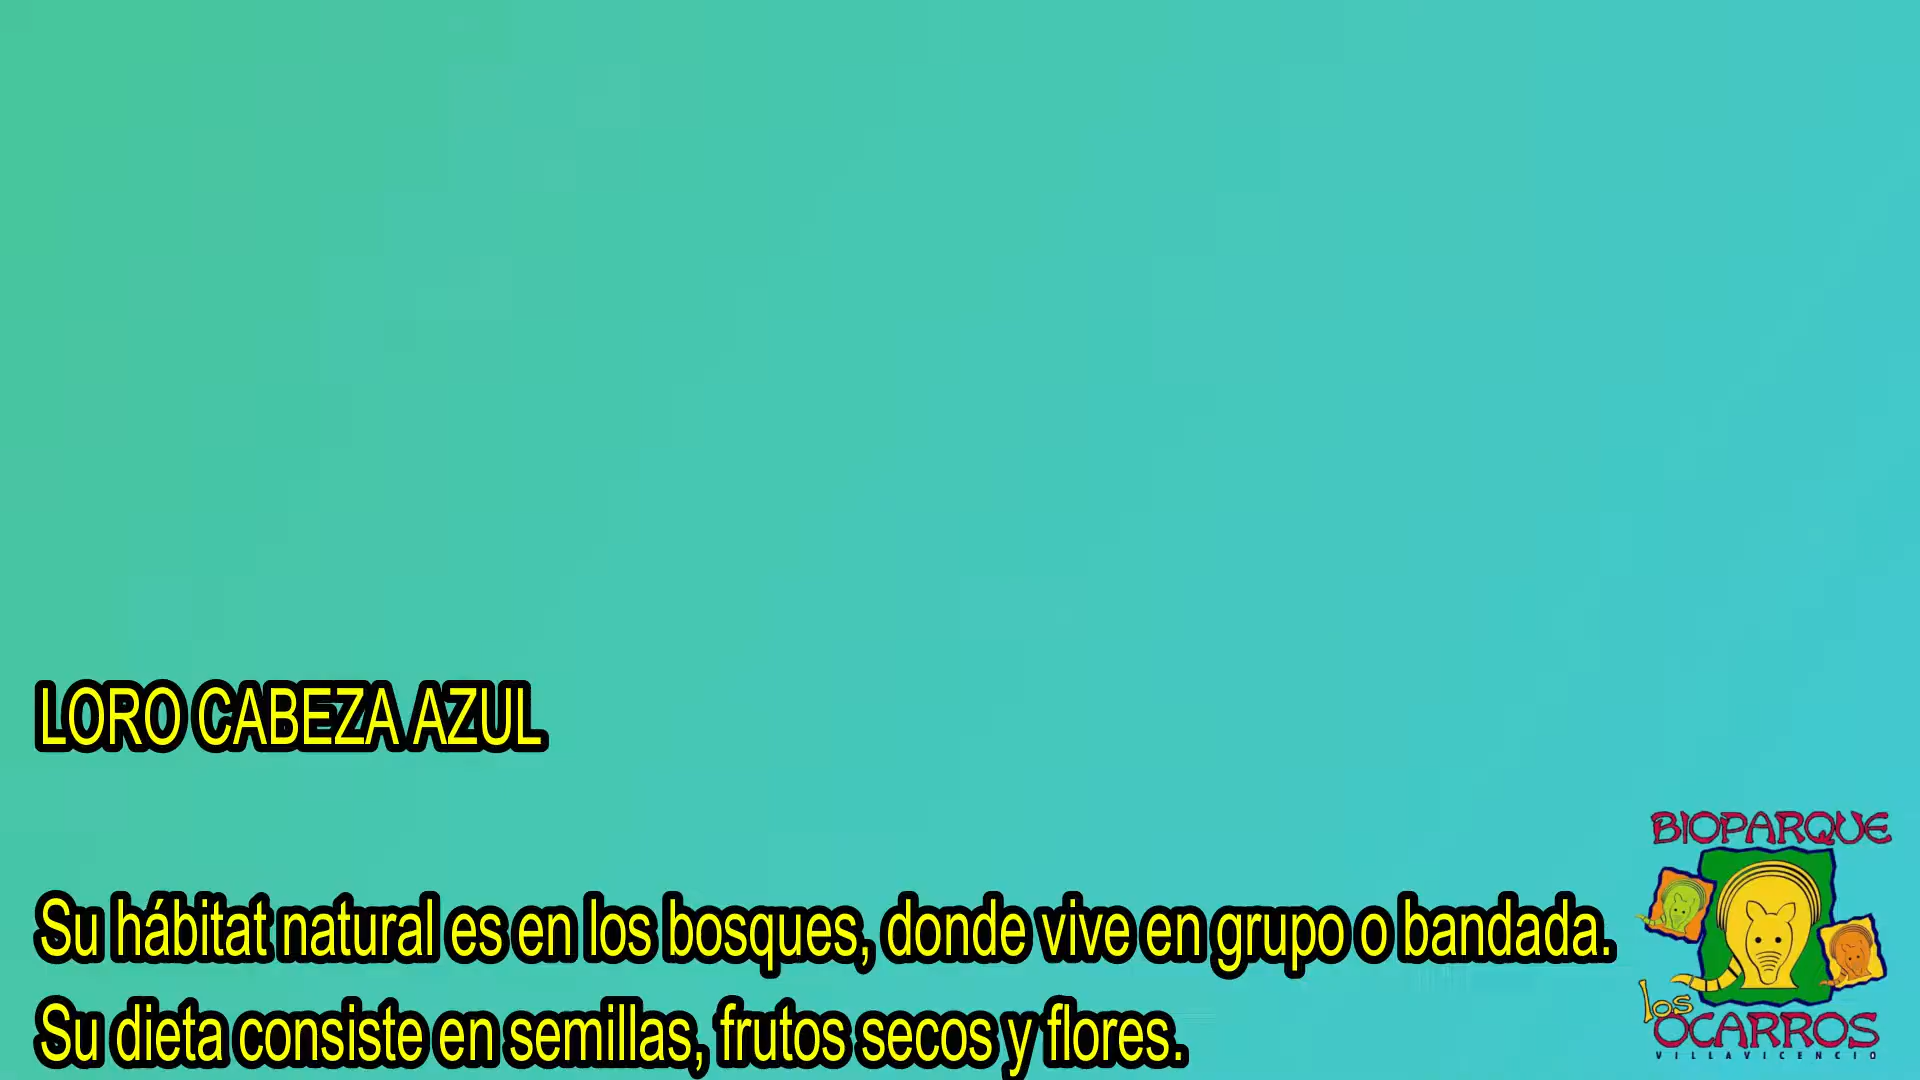 LORO CABEZA AZUL
Su hábitat natural es en los bosques, donde vive en grupo o bandada.
Su dieta consiste en semillas, frutos secos y flores.
BIOPARQUE
los
OCARROS
VILLAVICENCIO